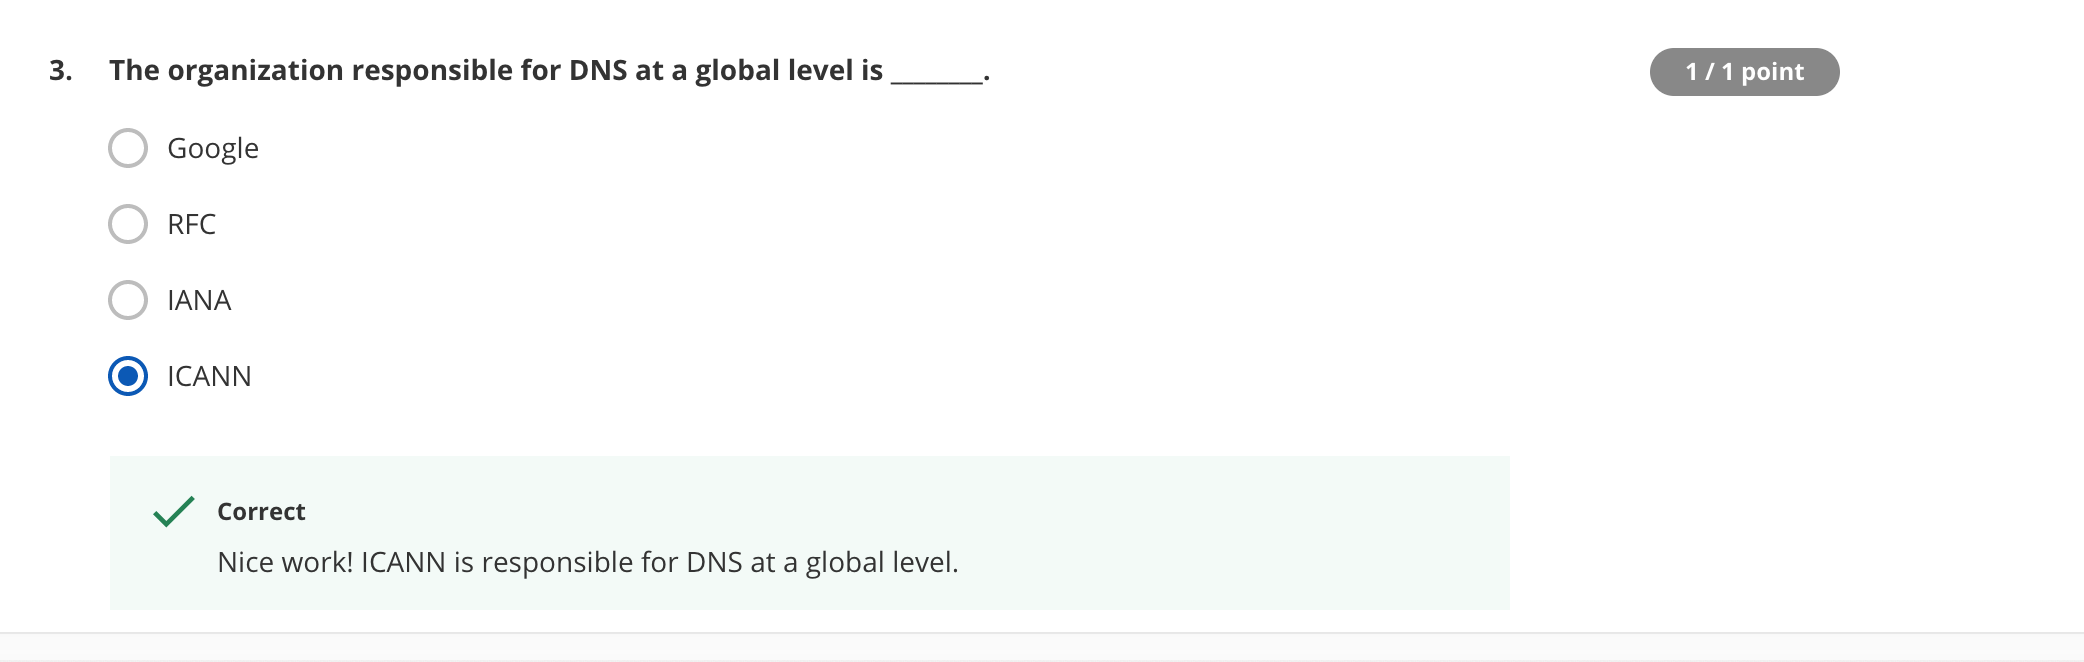 3. The organization responsible for DNS at a global level is ______.
1 / 1 point
Google
RFC
IANA
ICANN
Correct
Nice work! ICANN is responsible for DNS at a global level.